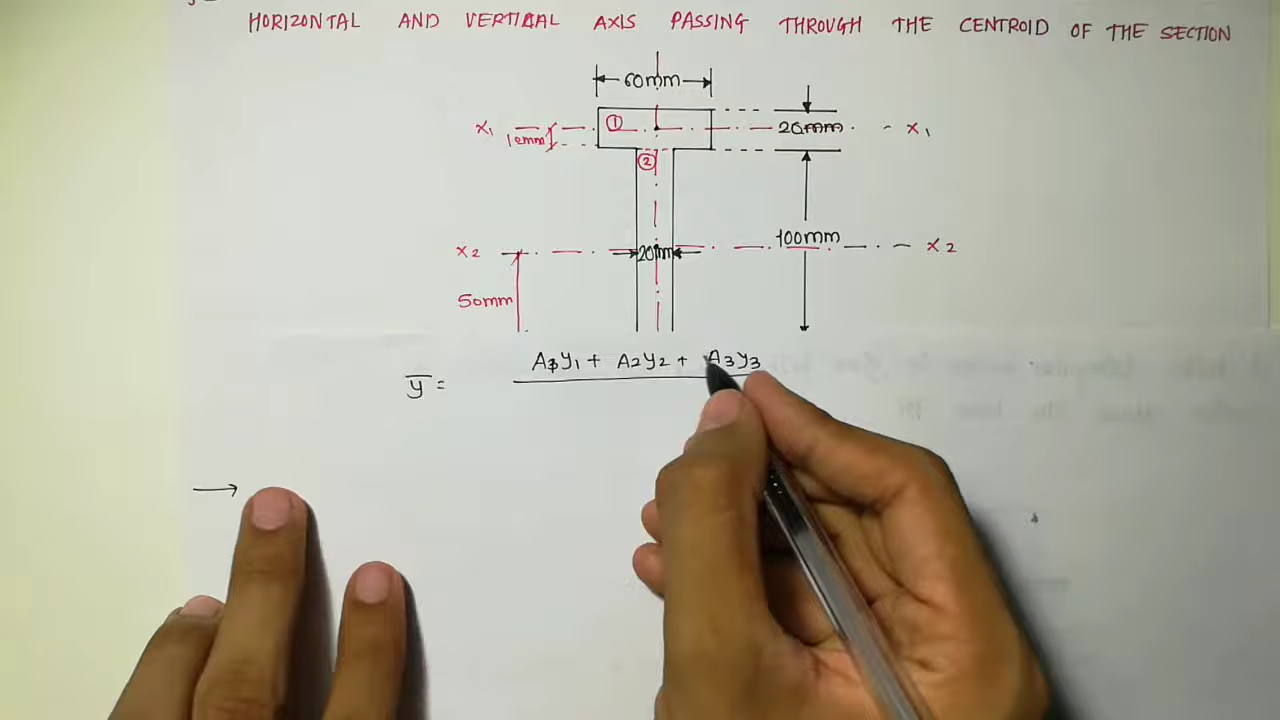 HORIZONTAL AND VERTICAL AXIS PASSING THROUGH THE CENTROID OF THE SECTION
60mm
X1 ① 20mm X1
10mm
②
X2 20mm 100mm X2
50mm
A1y1 + A2y2 + A3y3
y̅ =